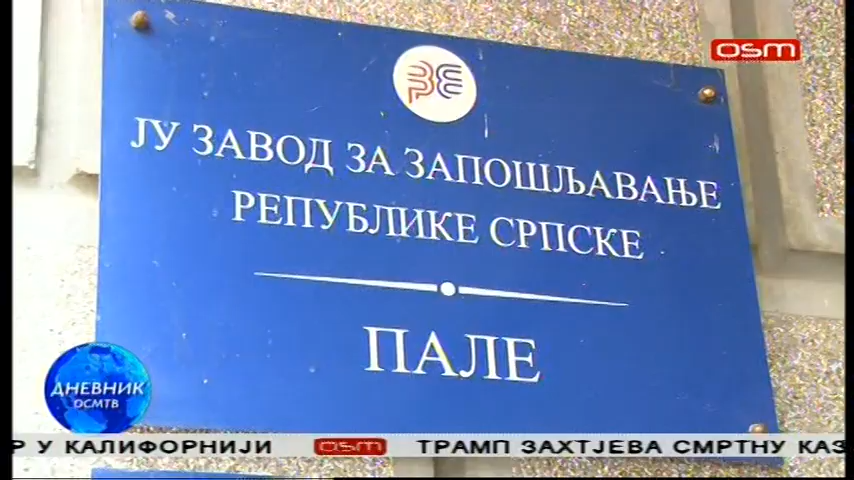 OSM
ЈУ ЗАВОД ЗА ЗАПОШЉАВАЊЕ
РЕПУБЛИКЕ СРПСКЕ
ПАЛЕ
ДНЕВНИК
ОСМТВ
У КАЛИФОРНИЈИ OSM ТРАМП ЗАХТЈЕВА СМРТНУ